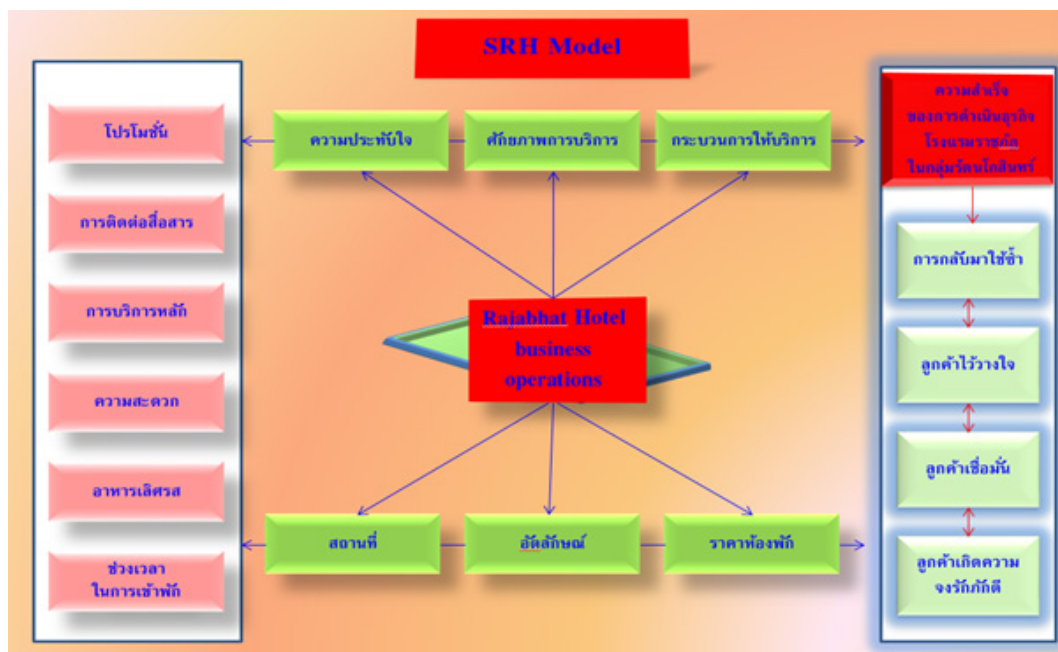 SRH Model
โปรโมชั่น
การติดต่อสื่อสาร
การบริการหลัก
ความสะดวก
อาหารเลิศรส
ช่วงเวลา
ในการเข้าพัก
ความประทับใจ
ศักยภาพการบริการ
กระบวนการให้บริการ
Rajabhat Hotel
business
operations
สถานที่
อัตลักษณ์
ราคาห้องพัก
ความสำเร็จ
ของการดำเนินธุรกิจ
โรงแรมราชภัฏ
ในกลุ่มรัตนโกสินทร์
การกลับมาใช้ซ้ำ
ลูกค้าไว้วางใจ
ลูกค้าเชื่อมั่น
ลูกค้าเกิดความ
จงรักภักดี